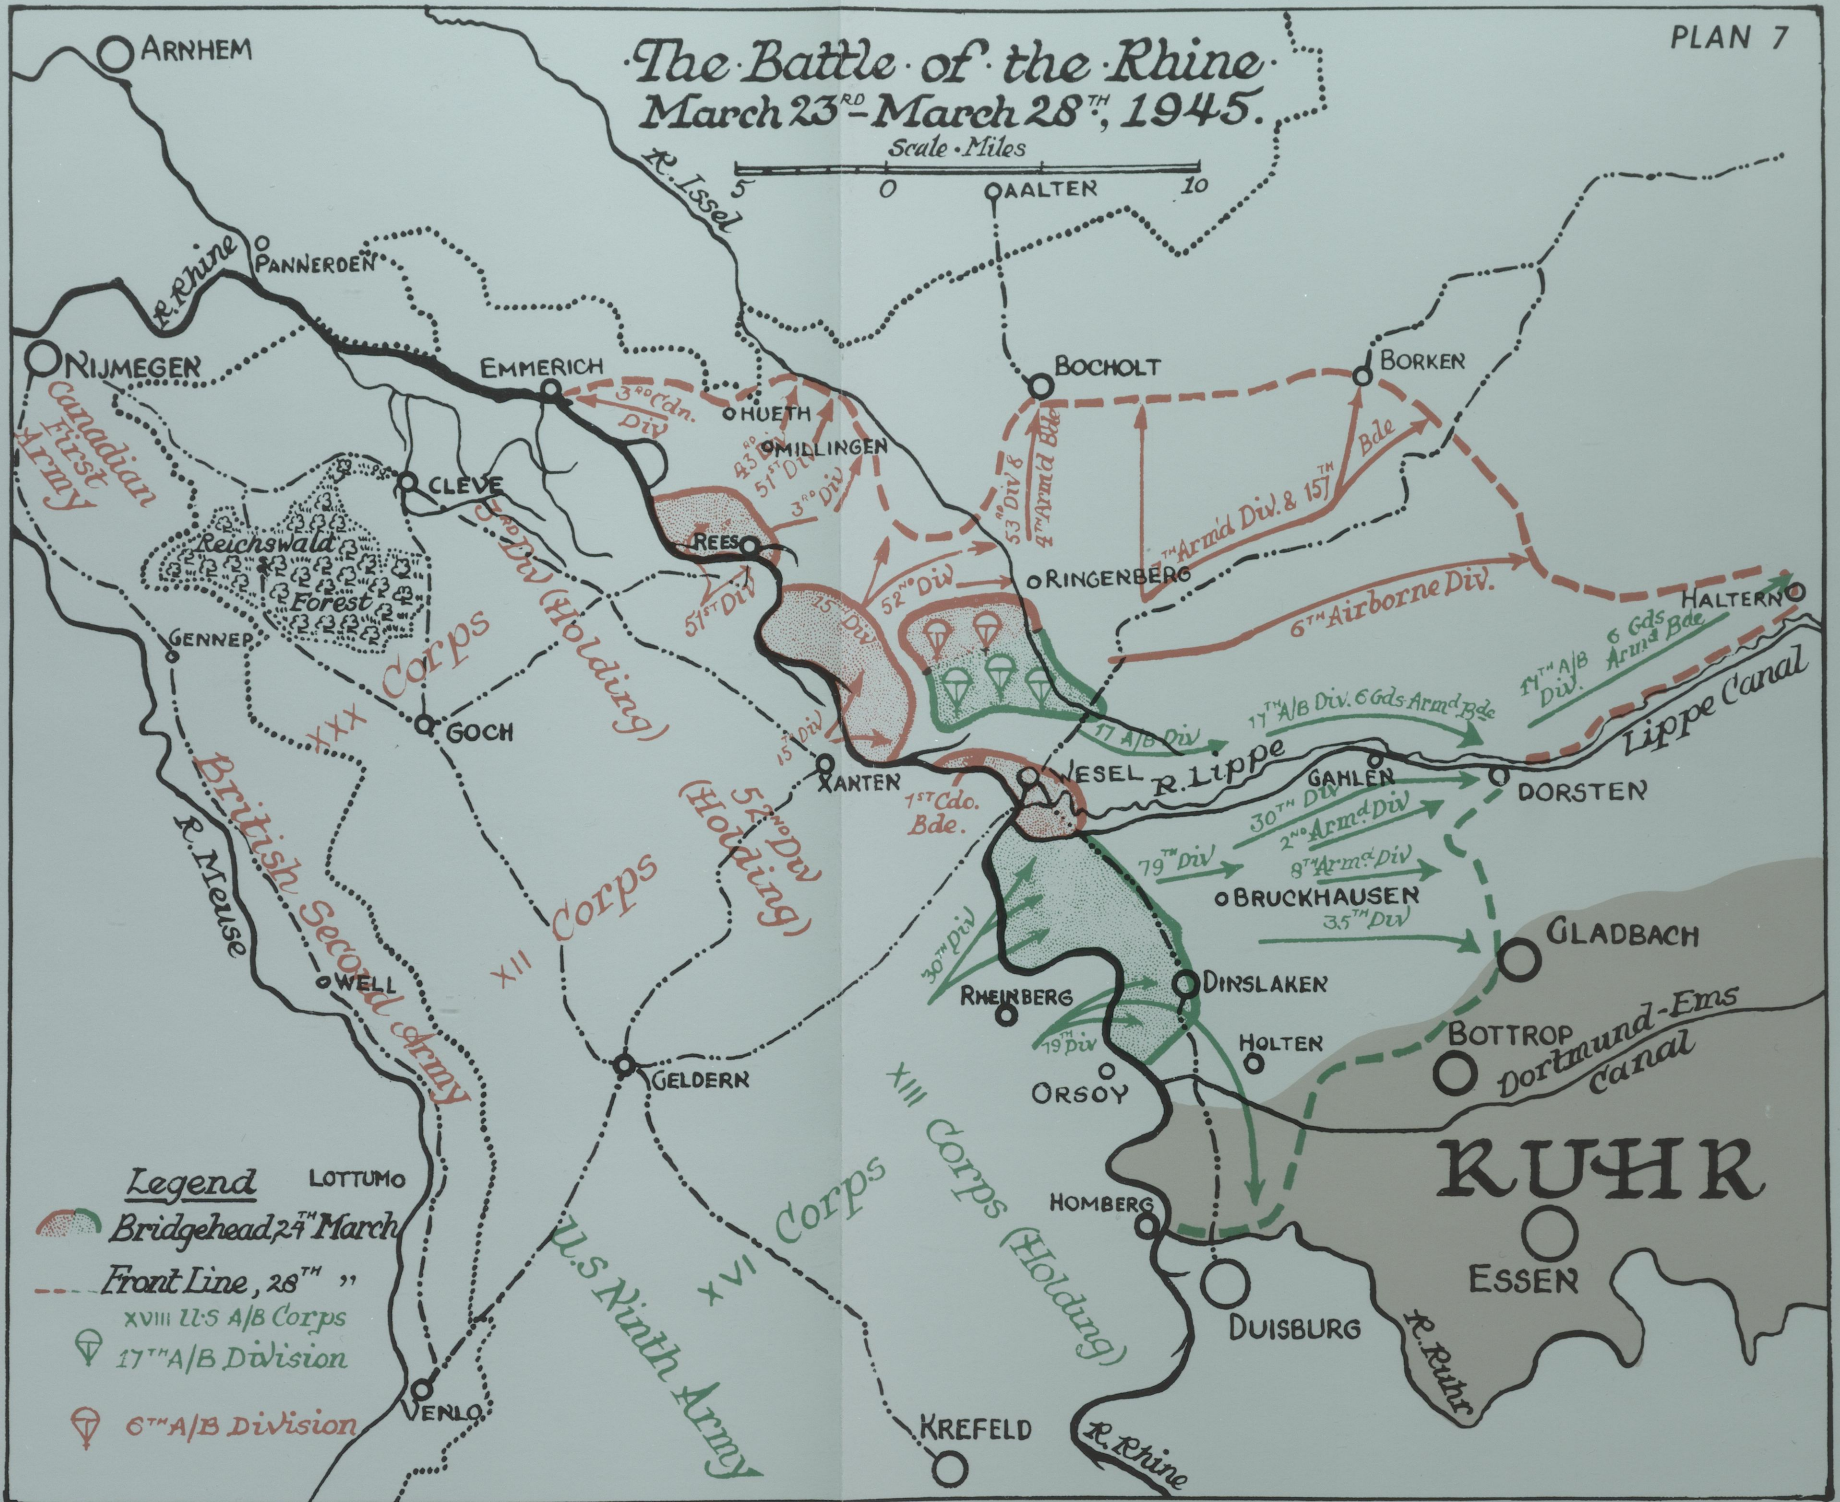 PLAN 7
The Battle of the Rhine
March 23RD – March 28TH, 1945.
Scale · Miles
5 0 10
ARNHEM
R. Issel
AALTEN
R. Rhine
PANNERDEN
NIJMEGEN
EMMERICH
BOCHOLT
BORKEN
Canadian
First
Army
3RD Cdn.
Div
HUETH
43RD Div
51ST Div
MILLINGEN
3RD Div
53RD Div &
4TH Armd Bde
7TH Armd Div. & 157TH
Bde
CLEVE
Reichswald
Forest
3RD Div (Holding)
REES
51ST Div
15TH Div
52ND Div
RINGENBERG
6TH Airborne Div.
HALTERN
6 Gds
Armd Bde
17TH A/B
Div.
GENNEP
XXX Corps
GOCH
15TH Div
XANTEN
17 A/B Div
17TH A/B Div. 6 Gds Armd Bde
Lippe Canal
R. Lippe
WESEL
GAHLEN
DORSTEN
1ST Cdo.
Bde.
30TH Div
2ND Armd Div
79TH Div
8TH Armd Div
BRUCKHAUSEN
35TH Div
British Second Army
R. Meuse
52ND Div
(Holding)
XII Corps
WELL
30TH Div
RHEINBERG
DINSLAKEN
GLADBACH
79TH Div
HOLTEN
BOTTROP
Dortmund-Ems
Canal
GELDERN
ORSOY
XIII Corps (Holding)
RUHR
ESSEN
HOMBERG
DUISBURG
R. Ruhr
XVI Corps
U.S Ninth Army
KREFELD
R. Rhine
LOTTUMO
VENLO
Legend
Bridgehead, 24TH March
Front Line, 28TH "
XVIII U.S A/B Corps
17TH A/B Division
6TH A/B Division